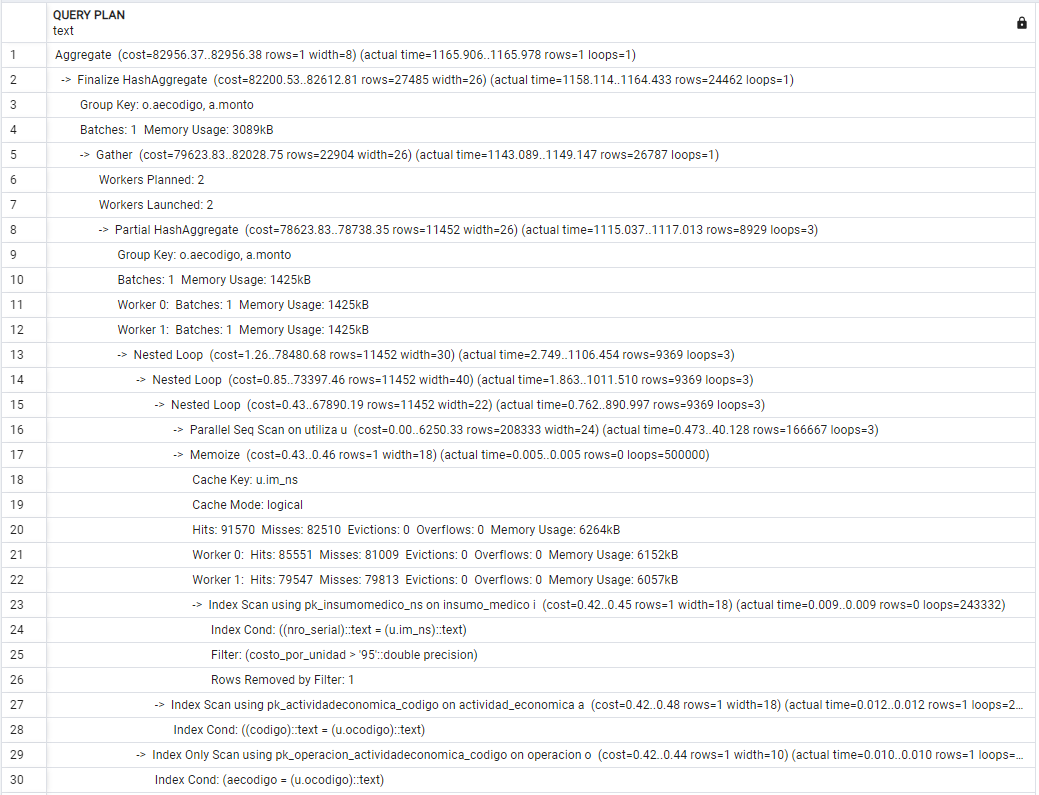 QUERY PLAN
text
1 Aggregate (cost=82956.37..82956.38 rows=1 width=8) (actual time=1165.906..1165.978 rows=1 loops=1)
2 -> Finalize HashAggregate (cost=82200.53..82612.81 rows=27485 width=26) (actual time=1158.114..1164.433 rows=24462 loops=1)
3 Group Key: o.aecodigo, a.monto
4 Batches: 1 Memory Usage: 3089kB
5 -> Gather (cost=79623.83..82028.75 rows=22904 width=26) (actual time=1143.089..1149.147 rows=26787 loops=1)
6 Workers Planned: 2
7 Workers Launched: 2
8 -> Partial HashAggregate (cost=78623.83..78738.35 rows=11452 width=26) (actual time=1115.037..1117.013 rows=8929 loops=3)
9 Group Key: o.aecodigo, a.monto
10 Batches: 1 Memory Usage: 1425kB
11 Worker 0: Batches: 1 Memory Usage: 1425kB
12 Worker 1: Batches: 1 Memory Usage: 1425kB
13 -> Nested Loop (cost=1.26..78480.68 rows=11452 width=30) (actual time=2.749..1106.454 rows=9369 loops=3)
14 -> Nested Loop (cost=0.85..73397.46 rows=11452 width=40) (actual time=1.863..1011.510 rows=9369 loops=3)
15 -> Nested Loop (cost=0.43..67890.19 rows=11452 width=22) (actual time=0.762..890.997 rows=9369 loops=3)
16 -> Parallel Seq Scan on utiliza u (cost=0.00..6250.33 rows=208333 width=24) (actual time=0.473..40.128 rows=166667 loops=3)
17 -> Memoize (cost=0.43..0.46 rows=1 width=18) (actual time=0.005..0.005 rows=0 loops=500000)
18 Cache Key: u.im_ns
19 Cache Mode: logical
20 Hits: 91570 Misses: 82510 Evictions: 0 Overflows: 0 Memory Usage: 6264kB
21 Worker 0: Hits: 85551 Misses: 81009 Evictions: 0 Overflows: 0 Memory Usage: 6152kB
22 Worker 1: Hits: 79547 Misses: 79813 Evictions: 0 Overflows: 0 Memory Usage: 6057kB
23 -> Index Scan using pk_insumomedico_ns on insumo_medico i (cost=0.42..0.45 rows=1 width=18) (actual time=0.009..0.009 rows=0 loops=243332)
24 Index Cond: ((nro_serial)::text = (u.im_ns)::text)
25 Filter: (costo_por_unidad > '95'::double precision)
26 Rows Removed by Filter: 1
27 -> Index Scan using pk_actividadeconomica_codigo on actividad_economica a (cost=0.42..0.48 rows=1 width=18) (actual time=0.012..0.012 rows=1 loops=2...
28 Index Cond: ((codigo)::text = (u.ocodigo)::text)
29 -> Index Only Scan using pk_operacion_actividadeconomica_codigo on operacion o (cost=0.42..0.44 rows=1 width=10) (actual time=0.010..0.010 rows=1 loops=...
30 Index Cond: (aecodigo = (u.ocodigo)::text)